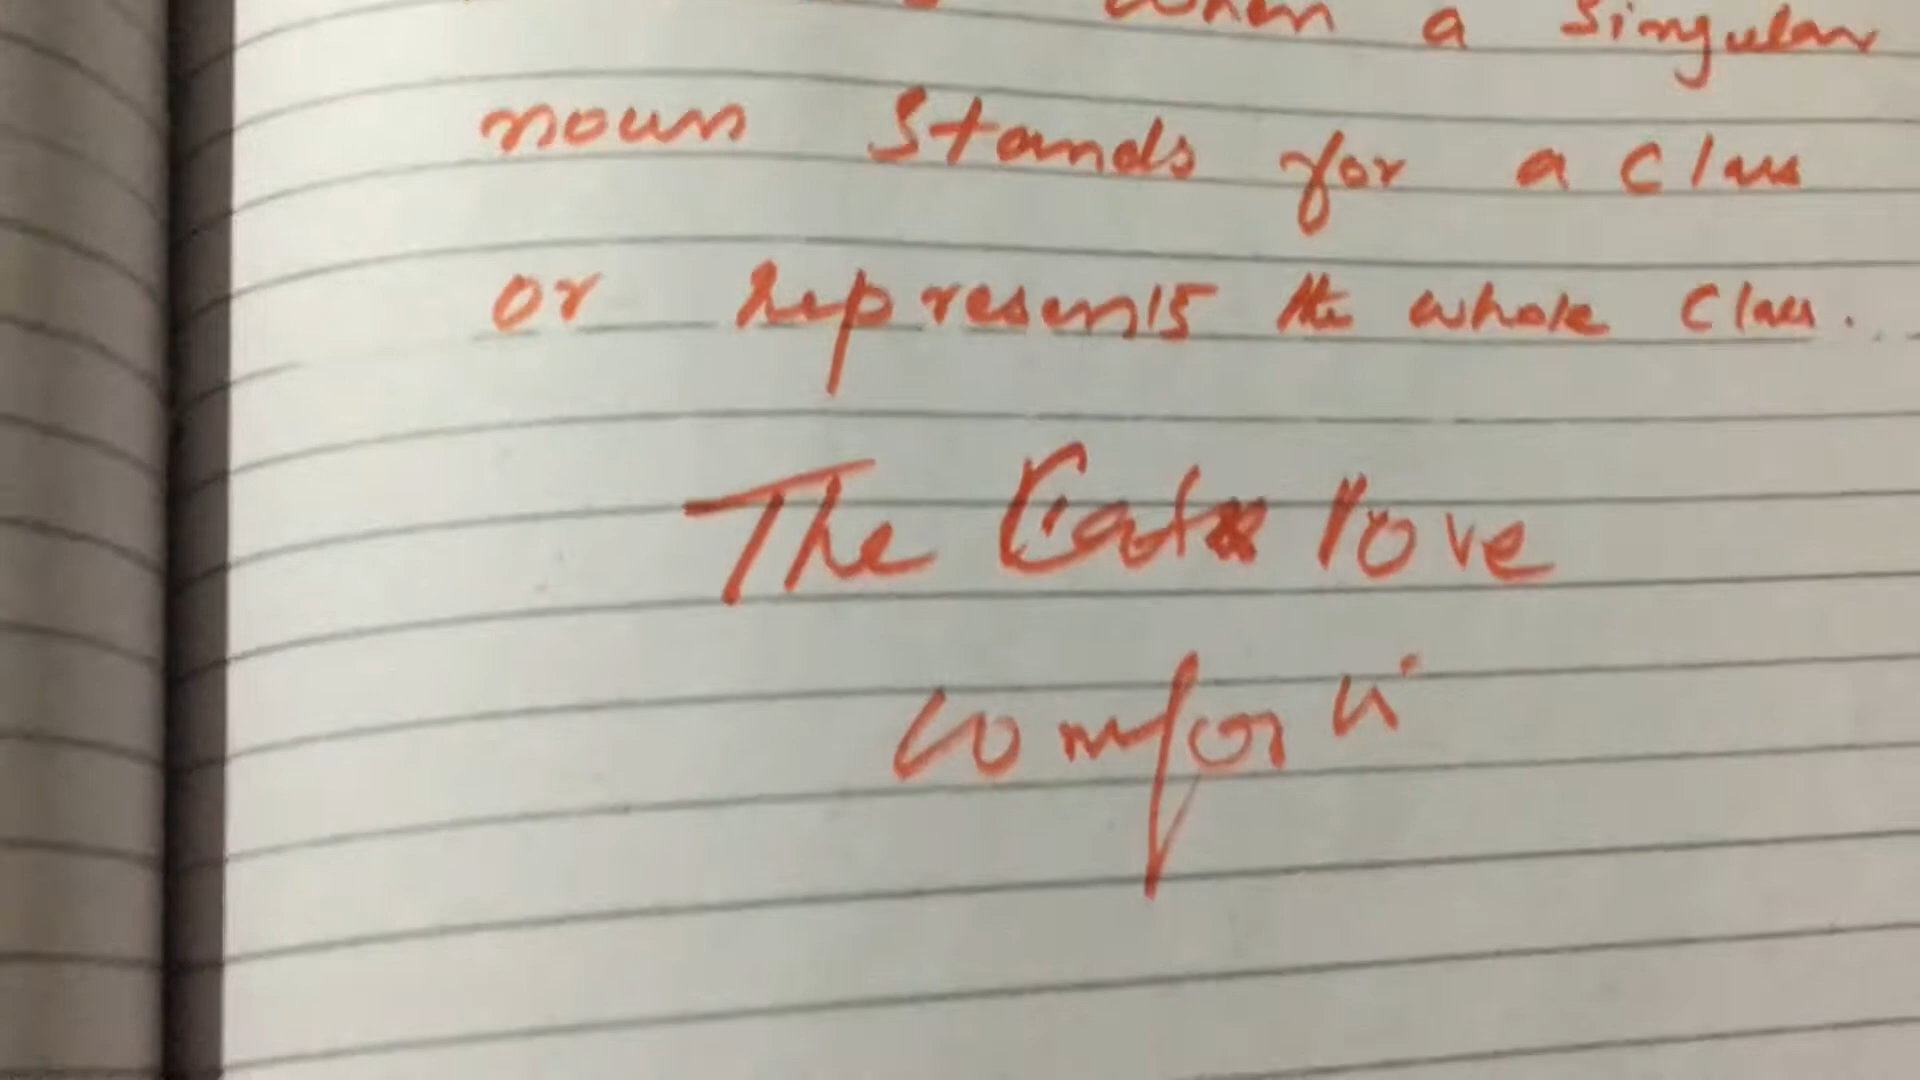 when a singular
noun stands for a class
or represents the whole class.
The Cat love
comfort